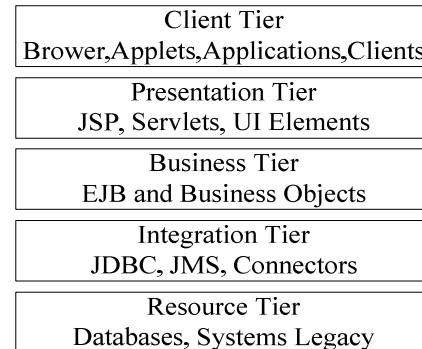 Client Tier
Brower,Applets,Applications,Clients
Presentation Tier
JSP, Servlets, UI Elements
Business Tier
EJB and Business Objects
Integration Tier
JDBC, JMS, Connectors
Resource Tier
Databases, Systems Legacy